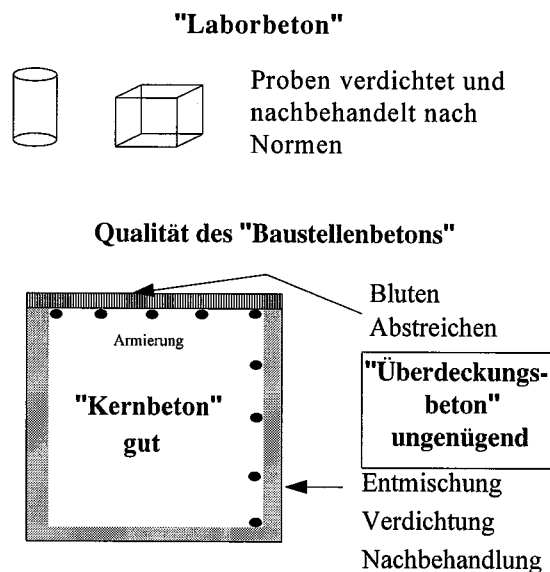 "Laborbeton"
Proben verdichtet und
nachbehandelt nach
Normen
Qualität des "Baustellenbetons"
Bluten
Abstreichen
Armierung
"Kernbeton"
gut
"Überdeckungs-
beton"
ungenügend
Entmischung
Verdichtung
Nachbehandlung